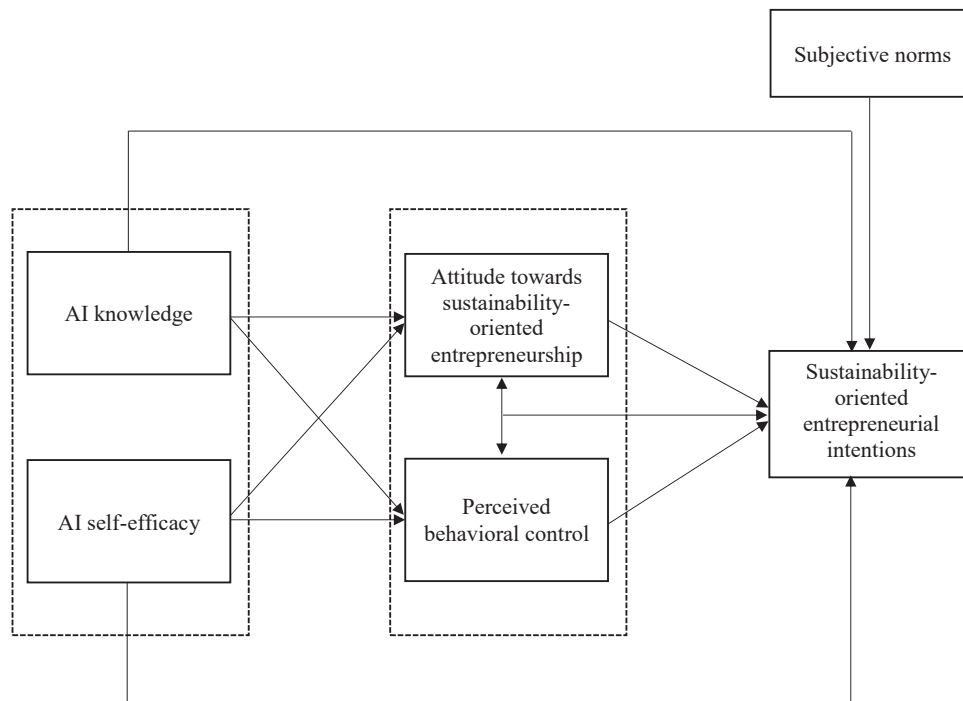 Subjective norms
AI knowledge
Attitude towards
sustainability-
oriented
entrepreneurship
Sustainability-
oriented
entrepreneurial
intentions
AI self-efficacy
Perceived
behavioral control